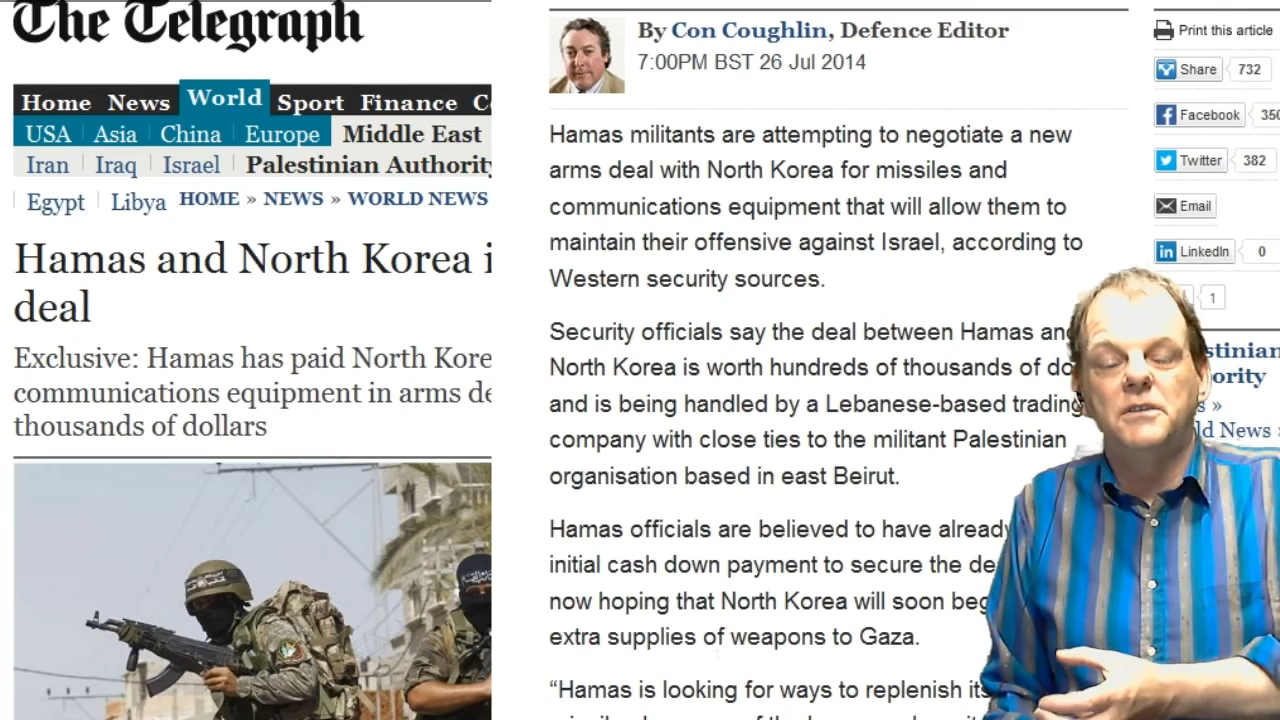 The Telegraph
Home News World Sport Finance
USA Asia China Europe Middle East
Iran Iraq Israel Palestinian Authority
Egypt Libya HOME » NEWS » WORLD NEWS
Hamas and North Korea
deal
Exclusive: Hamas has paid North
communications equipment in arms
thousands of dollars
By Con Coughlin, Defence Editor
7:00PM BST 26 Jul 2014
Hamas militants are attempting to negotiate a new
arms deal with North Korea for missiles and
communications equipment that will allow them to
maintain their offensive against Israel, according to
Western security sources.
Security officials say the deal between Hamas and
North Korea is worth hundreds of thousands of
and is being handled by a Lebanese-based trading
company with close ties to the militant Palestinian
organisation based in east Beirut.
Hamas officials are believed to have already
initial cash down payment to secure the
now hoping that North Korea will soon
extra supplies of weapons to Gaza.
“Hamas is looking for ways to replenish its
Print this article
Share 732
Facebook
Twitter 382
Email
LinkedIn 0
1
News »